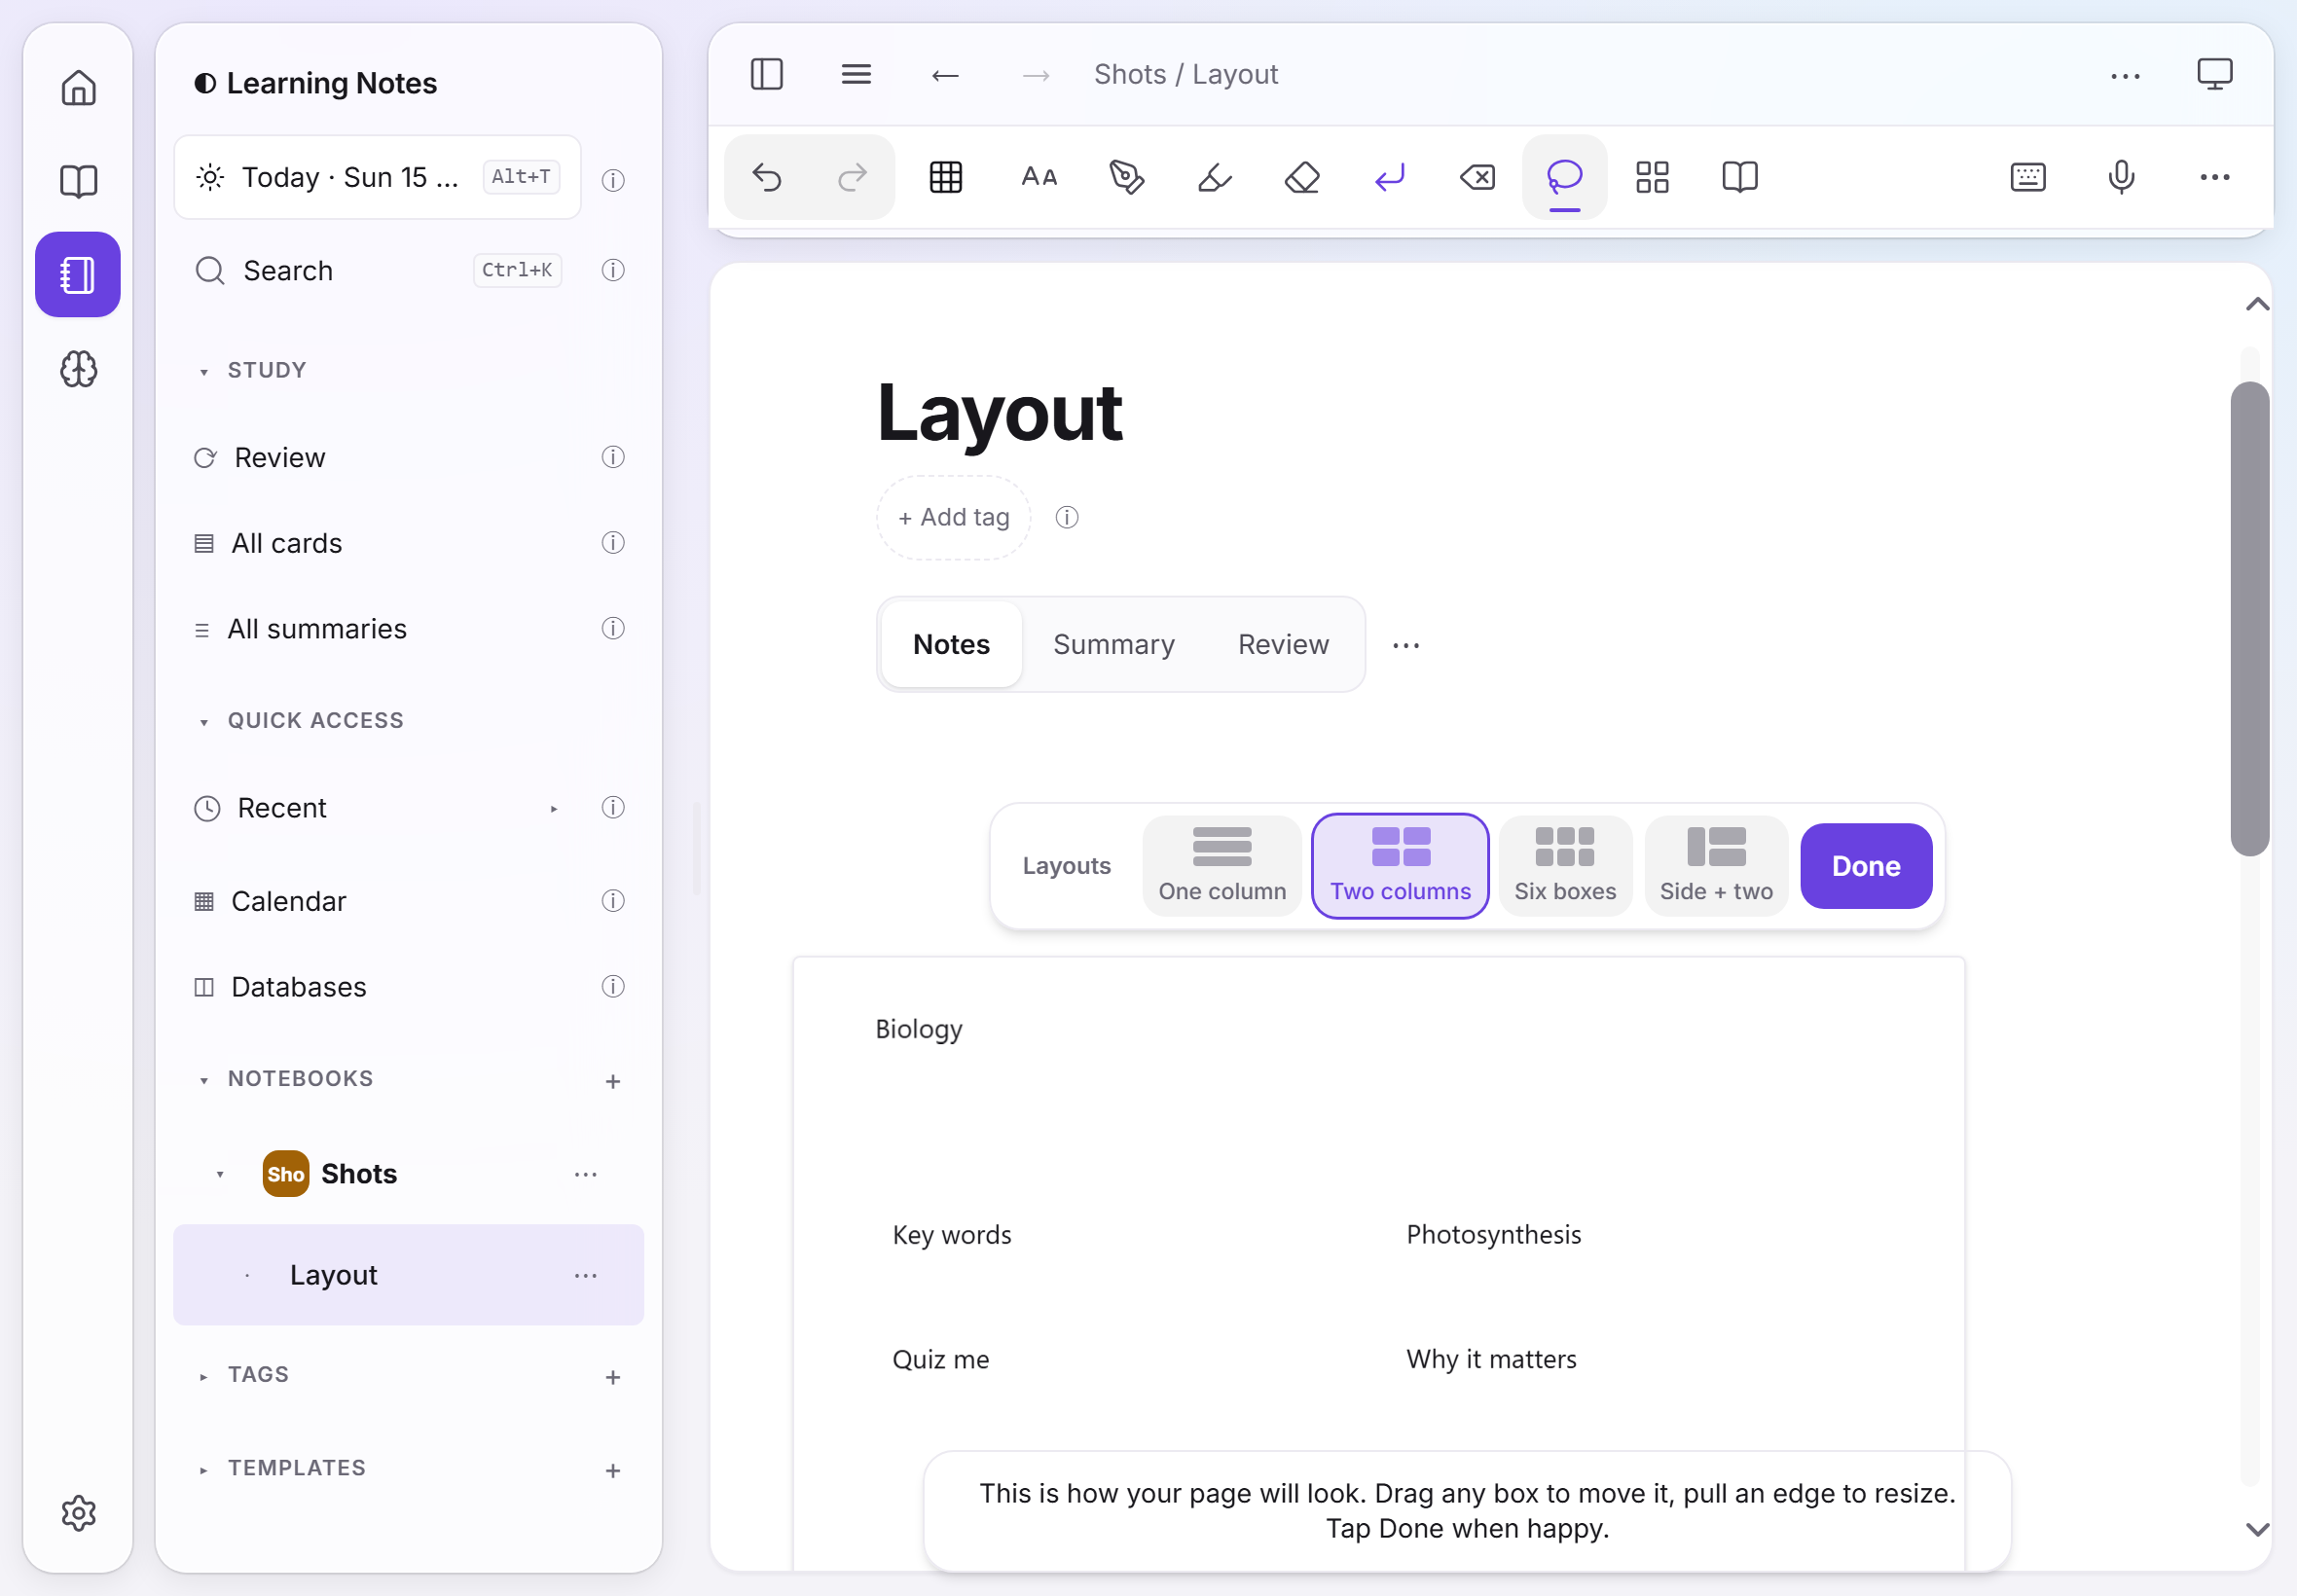 Learning Notes
Today · Sun 15 ... Alt+T
Search Ctrl+K
STUDY
Review
All cards
All summaries
QUICK ACCESS
Recent
Calendar
Databases
NOTEBOOKS
Sho Shots
Layout
TAGS
TEMPLATES
Shots / Layout
Layout
+ Add tag
Notes Summary Review
Layouts One column Two columns Six boxes Side + two Done
Biology
Key words Photosynthesis
Quiz me Why it matters
This is how your page will look. Drag any box to move it, pull an edge to resize.
Tap Done when happy.